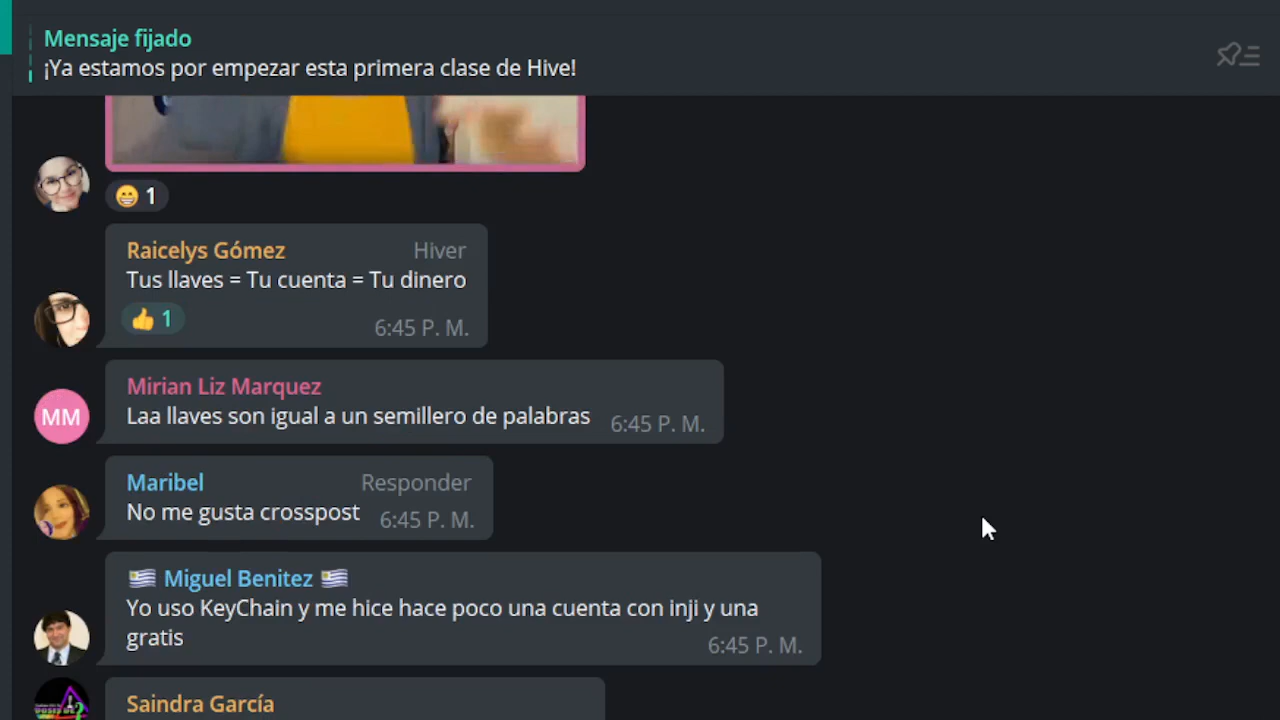 Mensaje fijado
¡Ya estamos por empezar esta primera clase de Hive!
😁 1
Raicelys Gómez Hiver
Tus llaves = Tu cuenta = Tu dinero
👍 1 6:45 P. M.
Mirian Liz Marquez
MM Laa llaves son igual a un semillero de palabras 6:45 P. M.
Maribel Responder
No me gusta crosspost 6:45 P. M.
🇺🇾 Miguel Benitez 🇺🇾
Yo uso KeyChain y me hice hace poco una cuenta con inji y una
gratis 6:45 P. M.
Saindra García